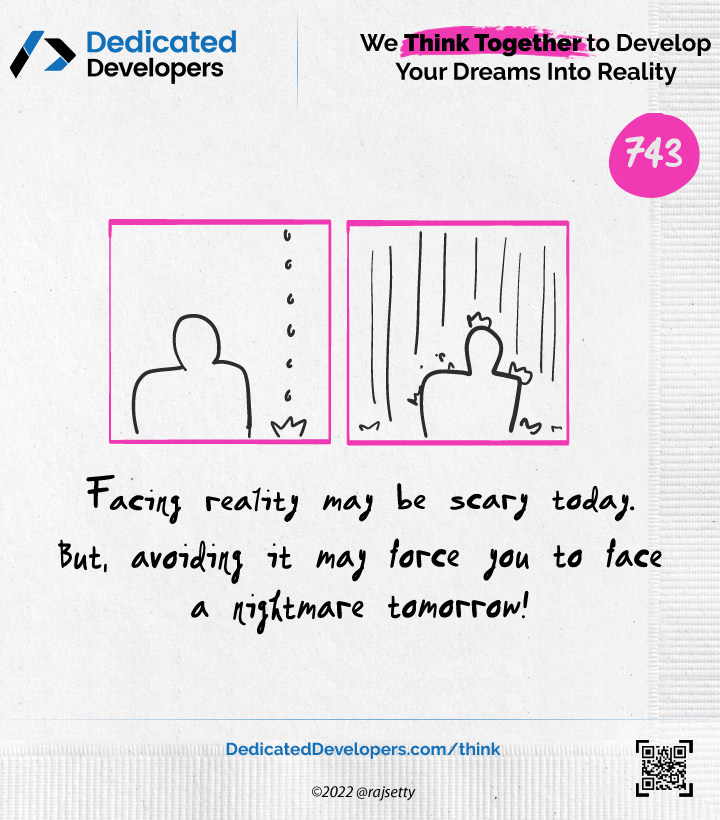 Dedicated
Developers
We Think Together to Develop
Your Dreams Into Reality
743
Facing reality may be scary today.
But, avoiding it may force you to face
a nightmare tomorrow!
DedicatedDevelopers.com/think
©2022 @rajsetty